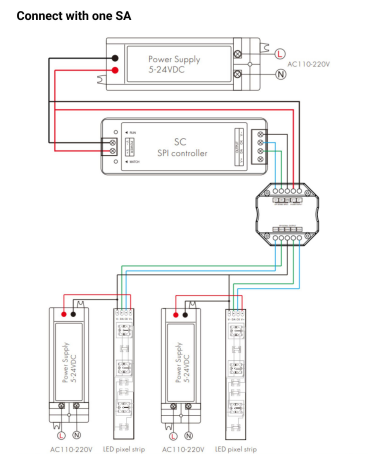 Connect with one SA
Power Supply
5-24VDC
L
N
AC110-220V
RUN
SC
SPI controller
MATCH
Power Supply
5-24VDC
L
N
AC110-220V
LED pixel strip
Power Supply
5-24VDC
L
N
AC110-220V
LED pixel strip